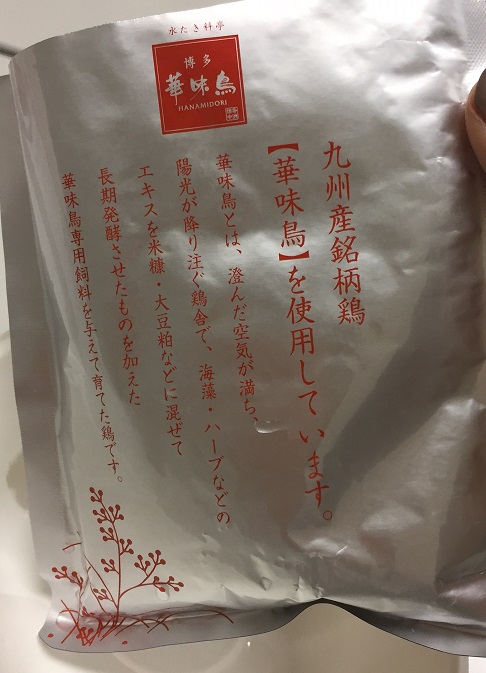 水たき料亭
博多
華味鳥
HANAMIDORI
九州産銘柄鶏
【華味鳥】を使用しています。
華味鳥とは、澄んだ空気が満ち、
陽光が降り注ぐ鶏舎で、海藻・ハーブなどの
エキスを米糠・大豆粕などに混ぜて
長期発酵させたものを加えた
華味鳥専用飼料を与えて育てた鶏です。